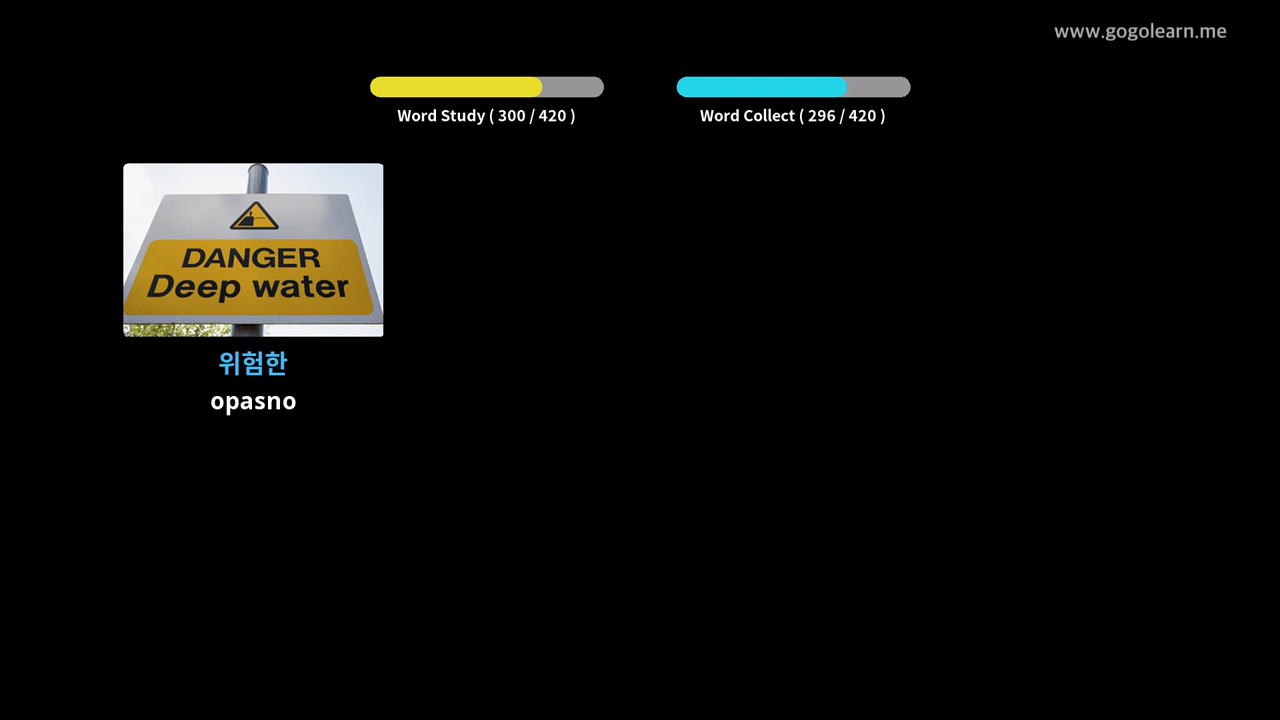 www.gogolearn.me
Word Study ( 300 / 420 )
Word Collect ( 296 / 420 )
DANGER
Deep water
위험한
opasno